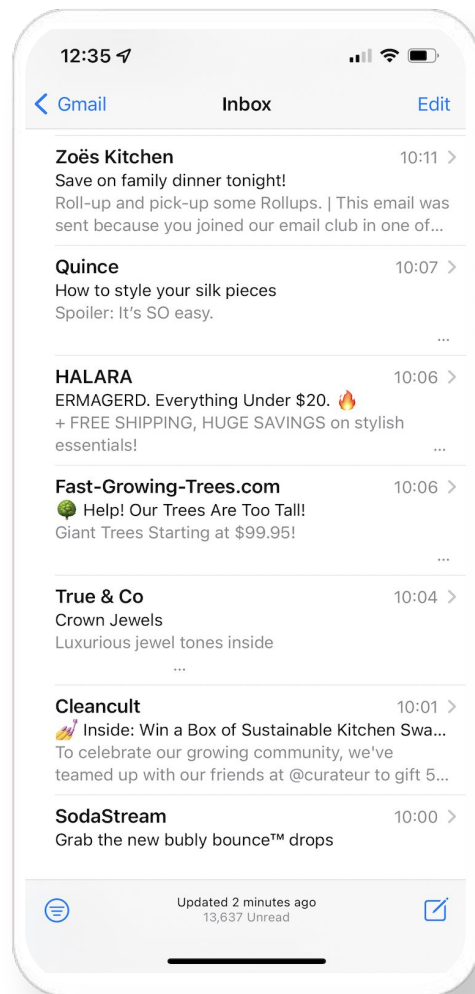 12:35
Gmail
Inbox
Edit
Zoës Kitchen
10:11
Save on family dinner tonight!
Roll-up and pick-up some Rollups. | This email was
sent because you joined our email club in one of...
Quince
10:07
How to style your silk pieces
Spoiler: It's SO easy.
...
HALARA
10:06
ERMAGERD. Everything Under $20. 🔥
+ FREE SHIPPING, HUGE SAVINGS on stylish
essentials!
...
Fast-Growing-Trees.com
10:06
🌳 Help! Our Trees Are Too Tall!
Giant Trees Starting at $99.95!
...
True & Co
10:04
Crown Jewels
Luxurious jewel tones inside
...
Cleancult
10:01
💅 Inside: Win a Box of Sustainable Kitchen Swa...
To celebrate our growing community, we've
teamed up with our friends at @curateur to gift 5...
SodaStream
10:00
Grab the new bubly bounce™ drops
Updated 2 minutes ago
13,637 Unread